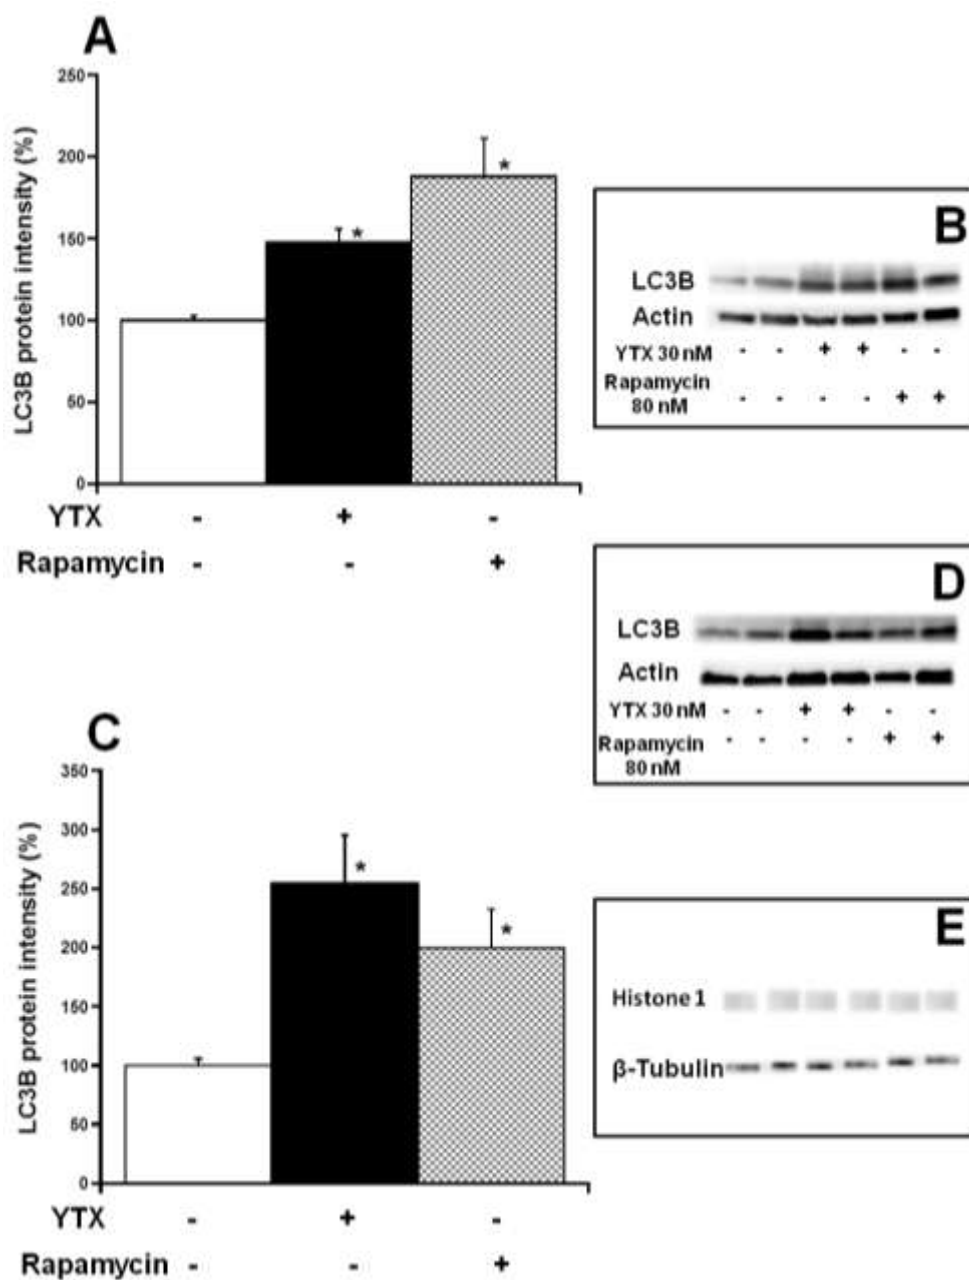 A
LC3B protein intensity (%)
250
200
150
100
50
0
*
*
YTX - + -
Rapamycin - - +
B
LC3B
Actin
YTX 30 nM - - + + - -
Rapamycin
80 nM - - - - + +
D
LC3B
Actin
YTX 30 nM - - + + - -
Rapamycin - - - - + +
80 nM
C
LC3B protein intensity (%)
350
300
250
200
150
100
50
0
*
*
YTX - + -
Rapamycin - - +
E
Histone 1
β-Tubulin